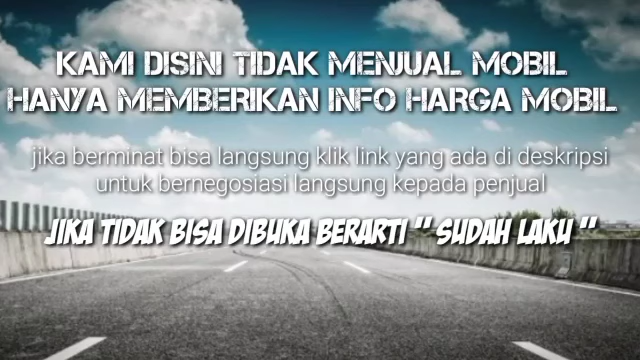 KAMI DISINI TIDAK MENJUAL MOBIL
HANYA MEMBERIKAN INFO HARGA MOBIL
jika berminat bisa langsung klik link yang ada di deskripsi
untuk bernegosiasi langsung kepada penjual
JIKA TIDAK BISA DIBUKA BERARTI " SUDAH LAKU "